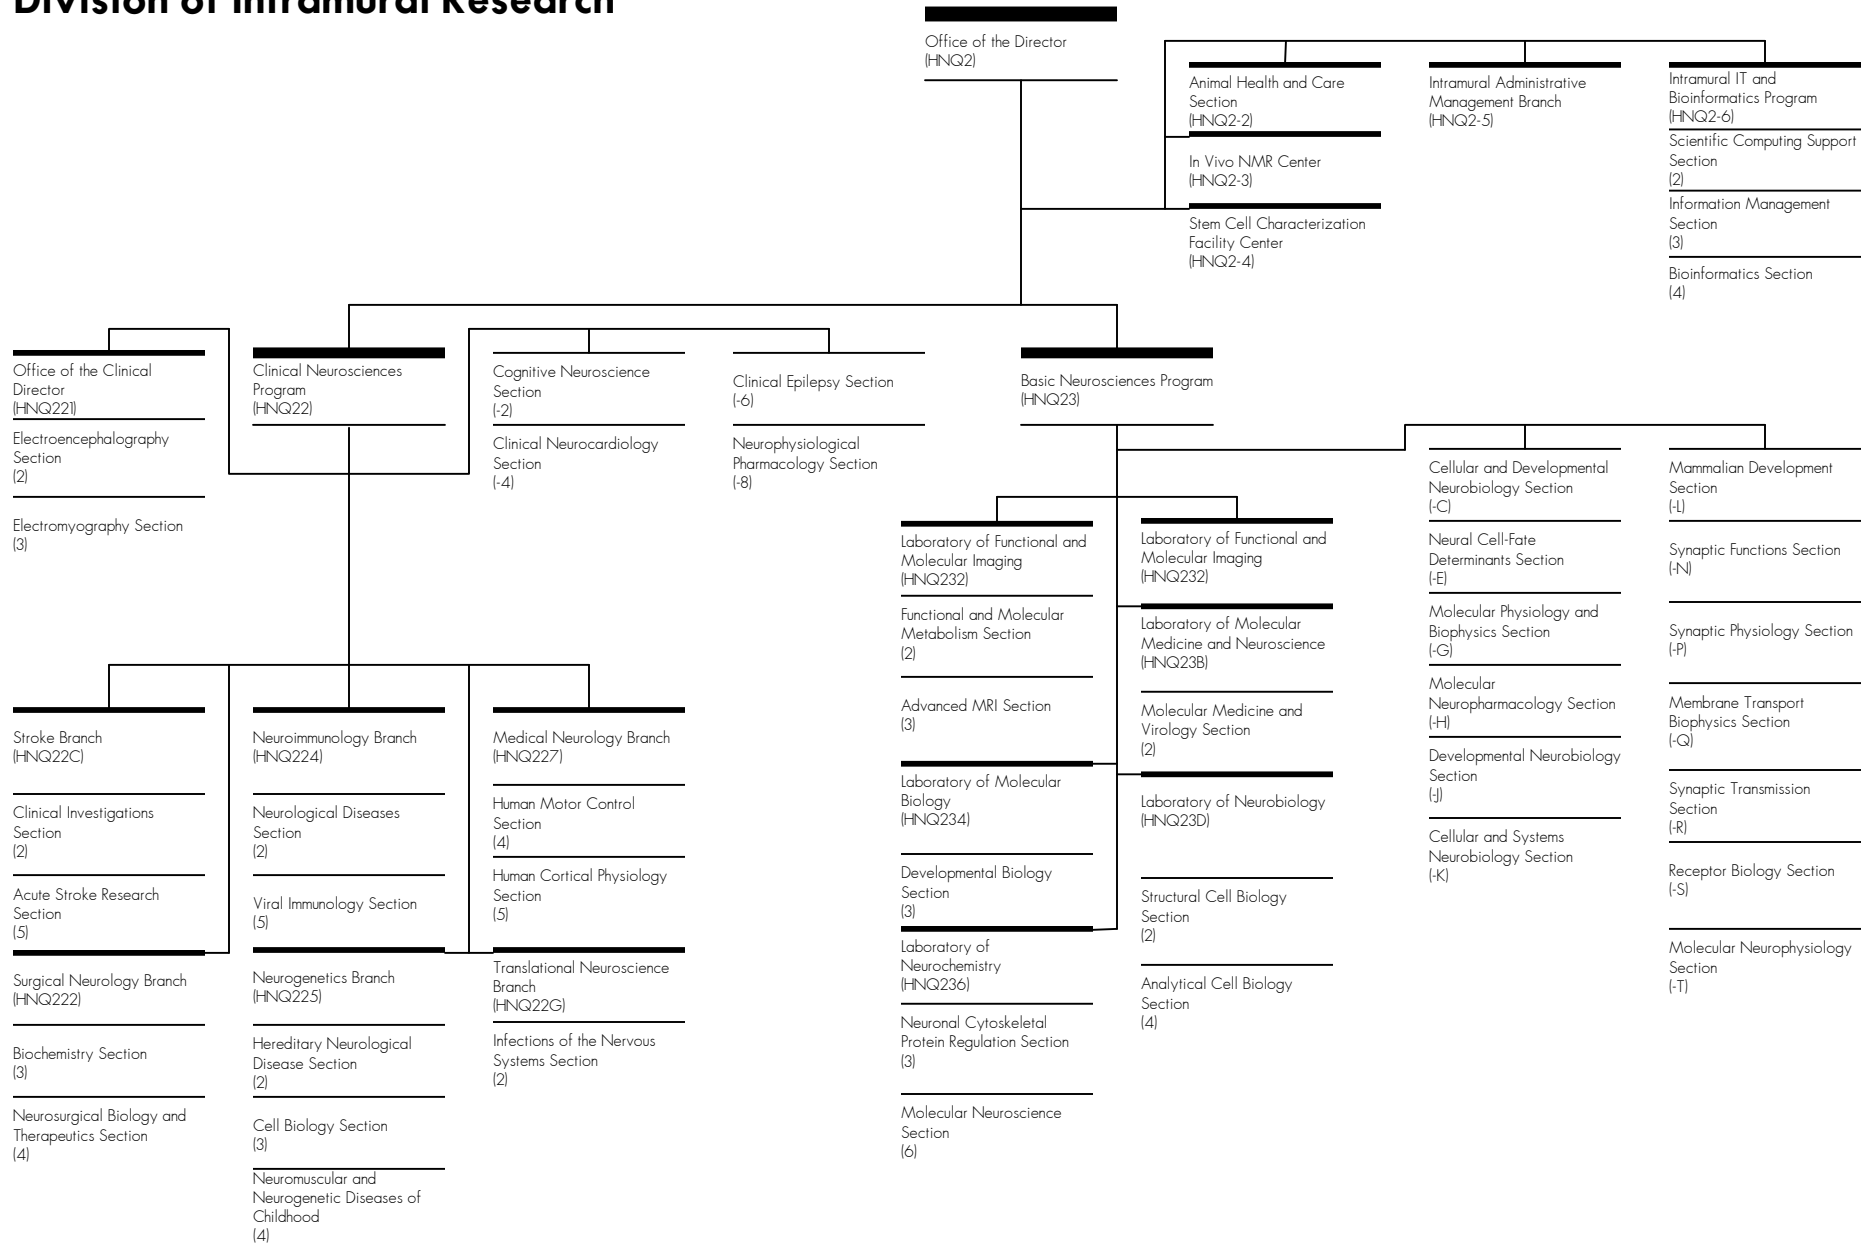 Division of Intramural Research
Office of the Director
(HNQ2)
Animal Health and Care
Section
(HNQ2-2)
In Vivo NMR Center
(HNQ2-3)
Stem Cell Characterization
Facility Center
(HNQ2-4)
Intramural Administrative
Management Branch
(HNQ2-5)
Intramural IT and
Bioinformatics Program
(HNQ2-6)
Scientific Computing Support
Section
(2)
Information Management
Section
(3)
Bioinformatics Section
(4)
Office of the Clinical
Director
(HNQ221)
Electroencephalography
Section
(2)
Electromyography Section
(3)
Clinical Neurosciences
Program
(HNQ22)
Cognitive Neuroscience
Section
(-2)
Clinical Neurocardiology
Section
(-4)
Clinical Epilepsy Section
(-6)
Neurophysiological
Pharmacology Section
(-8)
Basic Neurosciences Program
(HNQ23)
Stroke Branch
(HNQ22C)
Clinical Investigations
Section
(2)
Acute Stroke Research
Section
(5)
Surgical Neurology Branch
(HNQ222)
Biochemistry Section
(3)
Neurosurgical Biology and
Therapeutics Section
(4)
Neuroimmunology Branch
(HNQ224)
Neurological Diseases
Section
(2)
Viral Immunology Section
(5)
Neurogenetics Branch
(HNQ225)
Hereditary Neurological
Disease Section
(2)
Cell Biology Section
(3)
Neuromuscular and
Neurogenetic Diseases of
Childhood
(4)
Medical Neurology Branch
(HNQ227)
Human Motor Control
Section
(4)
Human Cortical Physiology
Section
(5)
Translational Neuroscience
Branch
(HNQ22G)
Infections of the Nervous
Systems Section
(2)
Laboratory of Functional and
Molecular Imaging
(HNQ232)
Functional and Molecular
Metabolism Section
(2)
Advanced MRI Section
(3)
Laboratory of Molecular
Biology
(HNQ234)
Developmental Biology
Section
(3)
Laboratory of
Neurochemistry
(HNQ236)
Neuronal Cytoskeletal
Protein Regulation Section
(3)
Molecular Neuroscience
Section
(6)
Laboratory of Functional and
Molecular Imaging
(HNQ232)
Laboratory of Molecular
Medicine and Neuroscience
(HNQ23B)
Molecular Medicine and
Virology Section
(2)
Laboratory of Neurobiology
(HNQ23D)
Structural Cell Biology
Section
(2)
Analytical Cell Biology
Section
(4)
Cellular and Developmental
Neurobiology Section
(-C)
Neural Cell-Fate
Determinants Section
(-E)
Molecular Physiology and
Biophysics Section
(-G)
Molecular
Neuropharmacology Section
(-H)
Developmental Neurobiology
Section
(-J)
Cellular and Systems
Neurobiology Section
(-K)
Mammalian Development
Section
(-L)
Synaptic Functions Section
(-N)
Synaptic Physiology Section
(-P)
Membrane Transport
Biophysics Section
(-Q)
Synaptic Transmission
Section
(-R)
Receptor Biology Section
(-S)
Molecular Neurophysiology
Section
(-T)